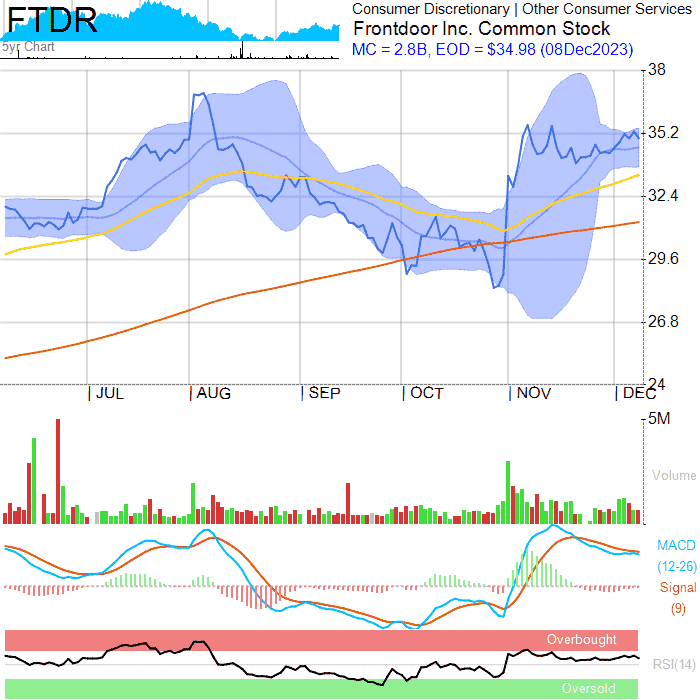 FTDR
5yr Chart
Consumer Discretionary | Other Consumer Services
Frontdoor Inc. Common Stock
MC = 2.8B, EOD = $34.98 (08Dec2023)
38
35.2
32.4
29.6
26.8
24
JUL AUG SEP OCT NOV DEC
5M
Volume
MACD
(12-26)
Signal
(9)
Overbought
RSI(14)
Oversold